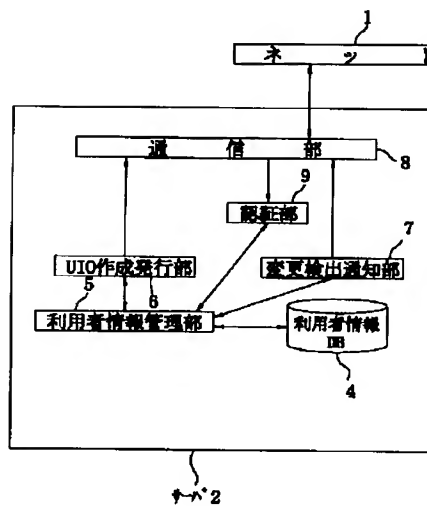 1
ネッ
通信部
8
9
認証部
7
UIO作成発行部
変更検出通知部
5
6
利用者情報管理部
利用者情報
DB
4
サーバ2